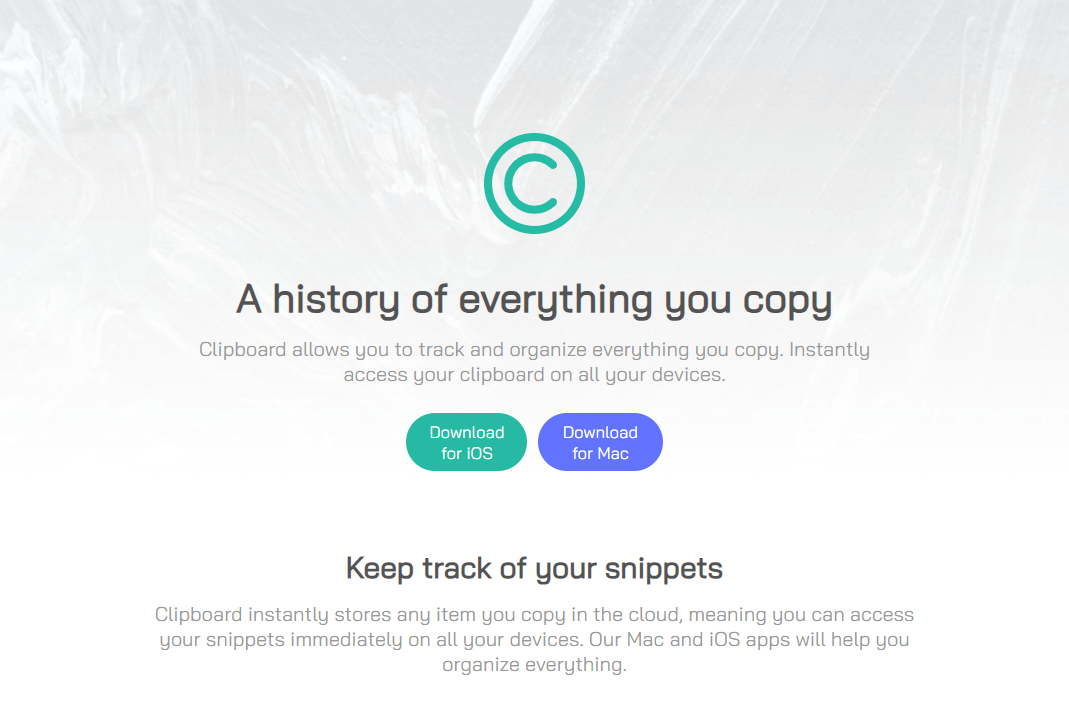 C
A history of everything you copy
Clipboard allows you to track and organize everything you copy. Instantly
access your clipboard on all your devices.
Download
for iOS
Download
for Mac
Keep track of your snippets
Clipboard instantly stores any item you copy in the cloud, meaning you can access
your snippets immediately on all your devices. Our Mac and iOS apps will help you
organize everything.